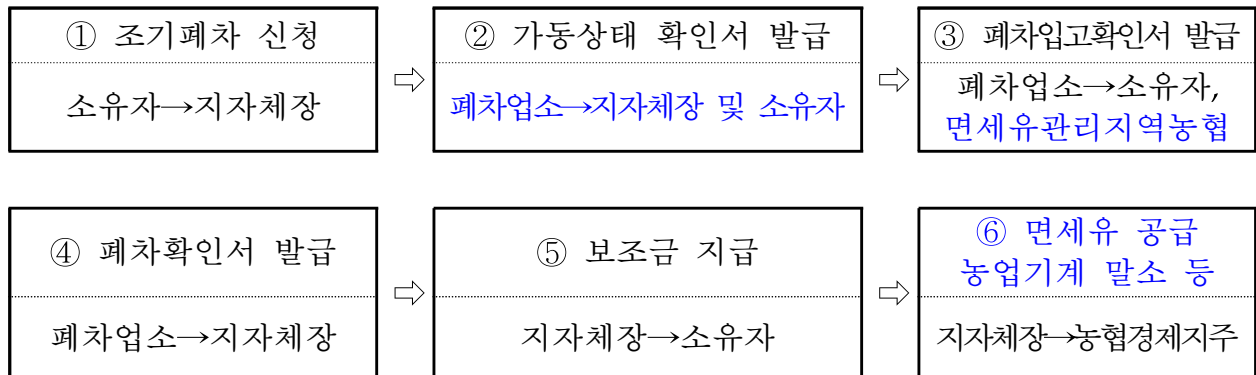 ① 조기폐차 신청
소유자→지자체장
⇨
② 가동상태 확인서 발급
폐차업소→지자체장 및 소유자
⇨
③ 폐차입고확인서 발급
폐차업소→소유자,
면세유관리지역농협
④ 폐차확인서 발급
폐차업소→지자체장
⇨
⑤ 보조금 지급
지자체장→소유자
⇨
⑥ 면세유 공급
농업기계 말소 등
지자체장→농협경제지주